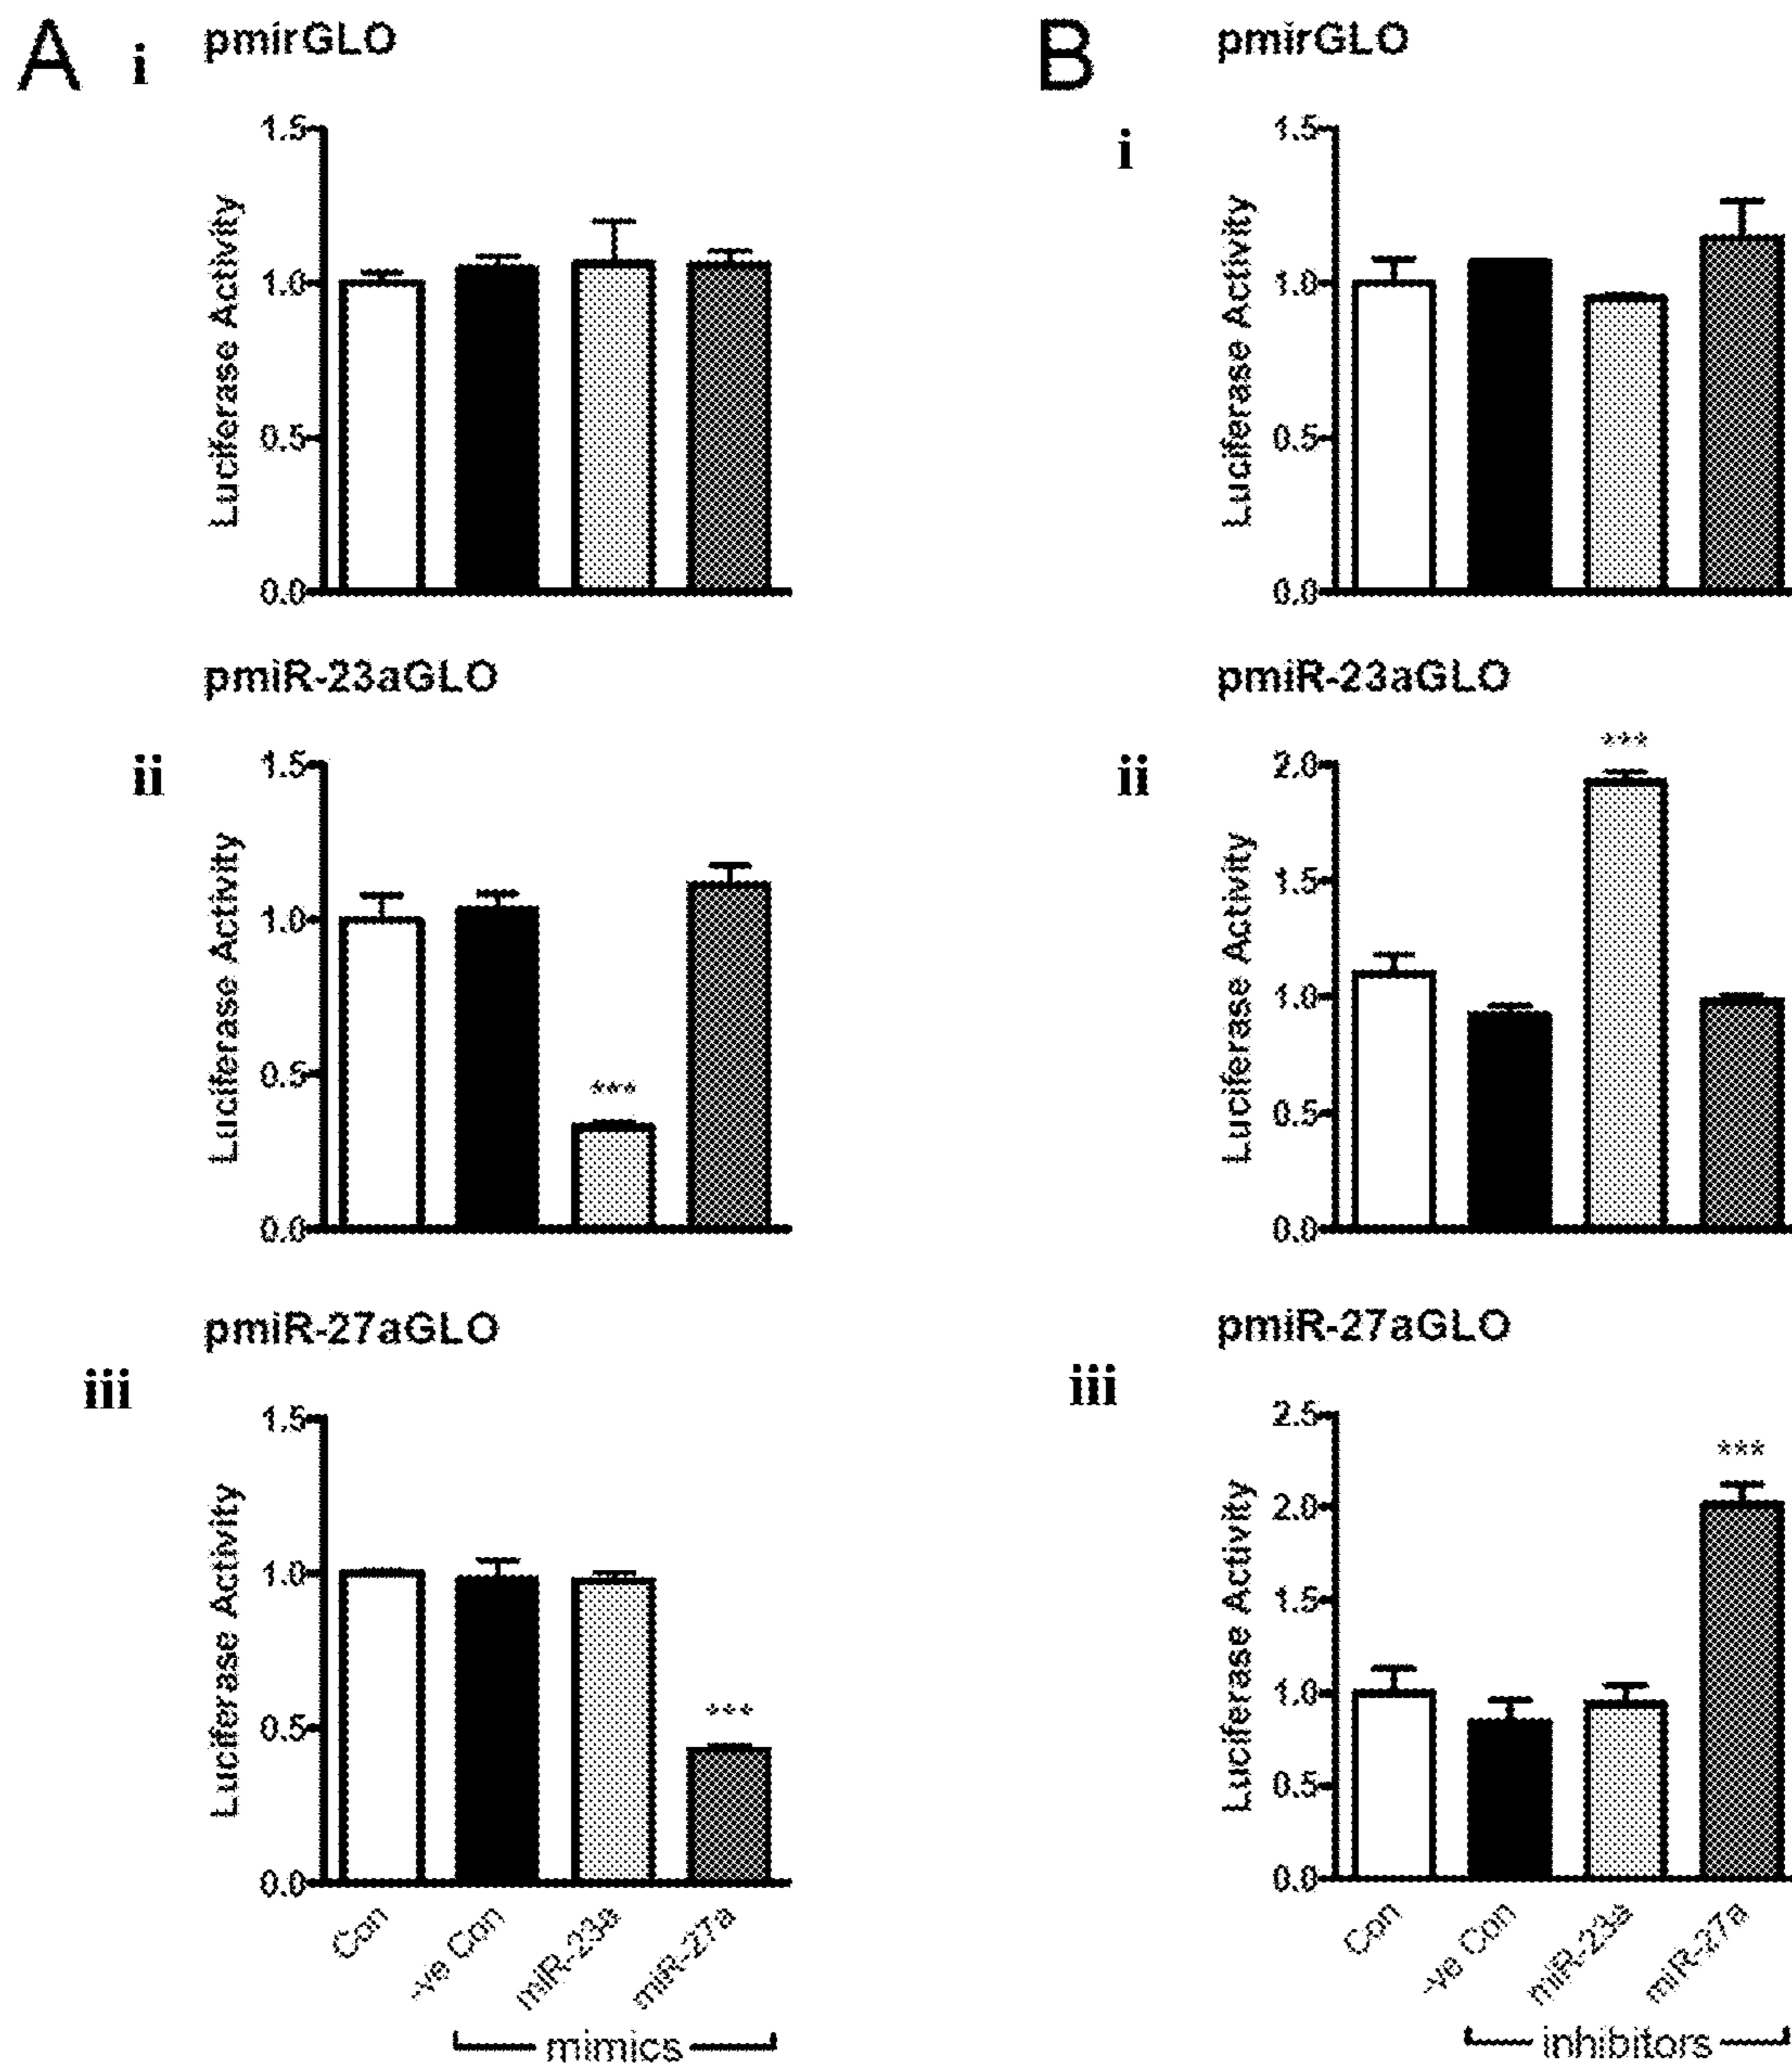 A i pmirGLO
1.5
1.0
0.5
0.0
Luciferase Activity
pmiR-23aGLO
ii
1.5
1.0
0.5
0.0
Luciferase Activity
***
pmiR-27aGLO
iii
1.5
1.0
0.5
0.0
Luciferase Activity
***
Con
-ve Con
miR-23a
miR-27a
mimics
B pmirGLO
i
1.5
1.0
0.5
0.0
Luciferase Activity
pmiR-23aGLO
ii
2.0
1.5
1.0
0.5
0.0
Luciferase Activity
***
pmiR-27aGLO
iii
2.5
2.0
1.5
1.0
0.5
0.0
Luciferase Activity
***
Con
-ve Con
miR-23a
miR-27a
inhibitors